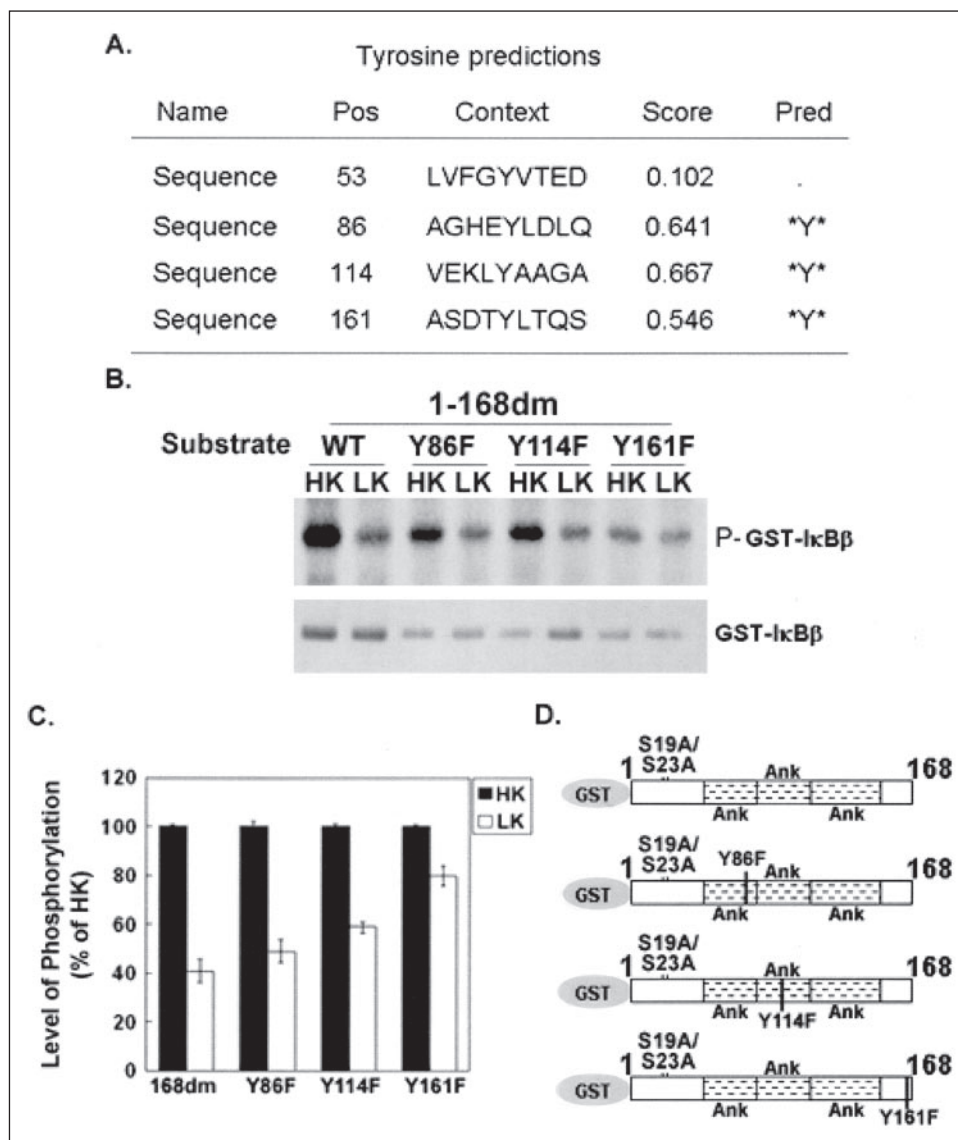 A.
Tyrosine predictions
Name Pos Context Score Pred
Sequence 53 LVFGYVTED 0.102 .
Sequence 86 AGHEYLDLQ 0.641 *Y*
Sequence 114 VEKLYAAGA 0.667 *Y*
Sequence 161 ASDTYLTQS 0.546 *Y*
B.
1-168dm
Substrate WT Y86F Y114F Y161F
HK LK HK LK HK LK HK LK
P-GST-IκBβ
GST-IκBβ
C.
Level of Phosphorylation
(% of HK)
120
100
80
60
40
20
0
HK
LK
168dm Y86F Y114F Y161F
D.
S19A/
1 S23A Ank 168
GST
Ank Ank
S19A/
1 S23A Y86F Ank 168
GST
Ank Ank
S19A/
1 S23A Ank 168
GST
Ank Y114F Ank
S19A/
1 S23A Ank 168
GST
Ank Ank Y161F